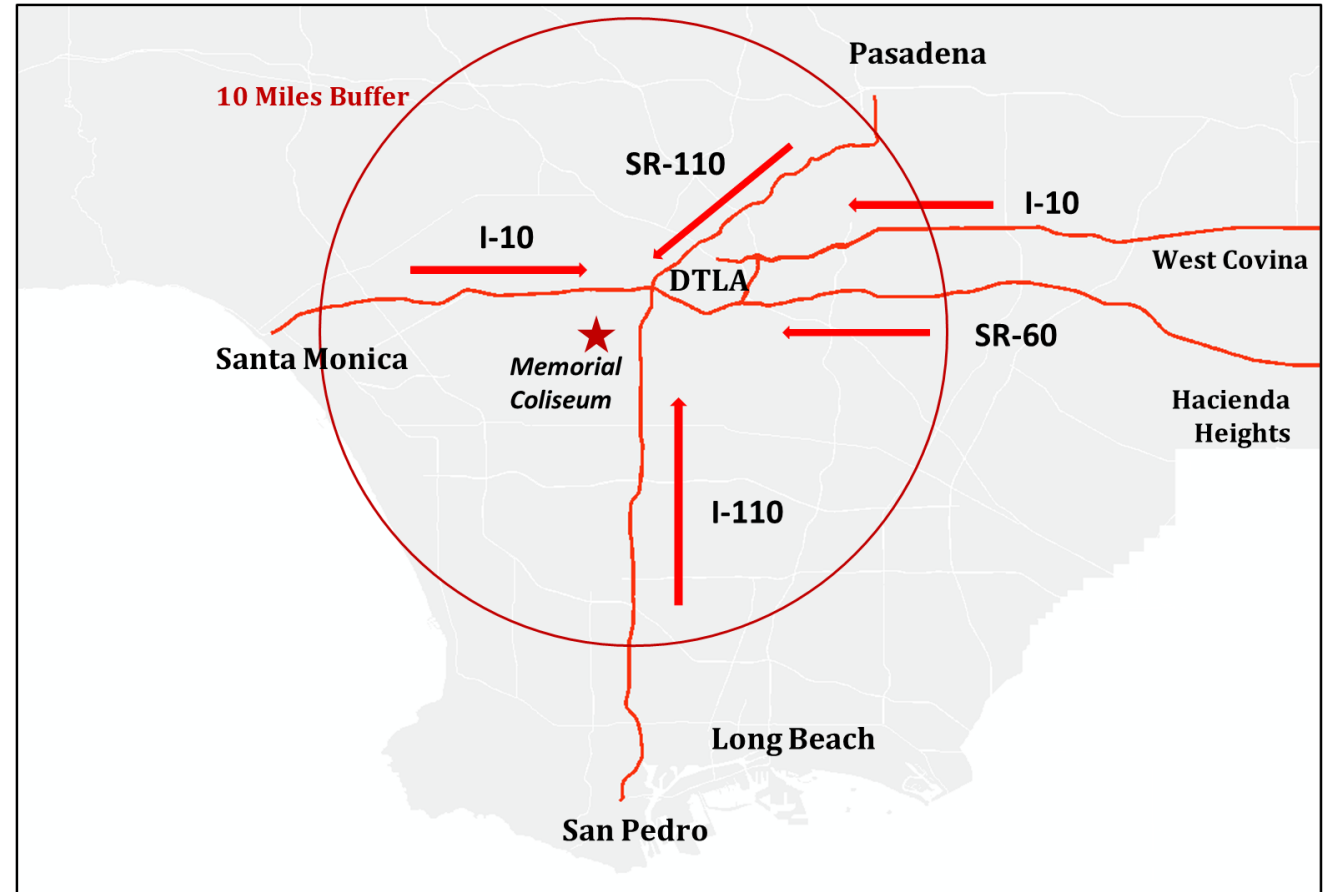 Pasadena
10 Miles Buffer
SR-110
I-10
I-10
West Covina
DTLA
SR-60
Santa Monica
Memorial
Coliseum
Hacienda
Heights
I-110
Long Beach
San Pedro